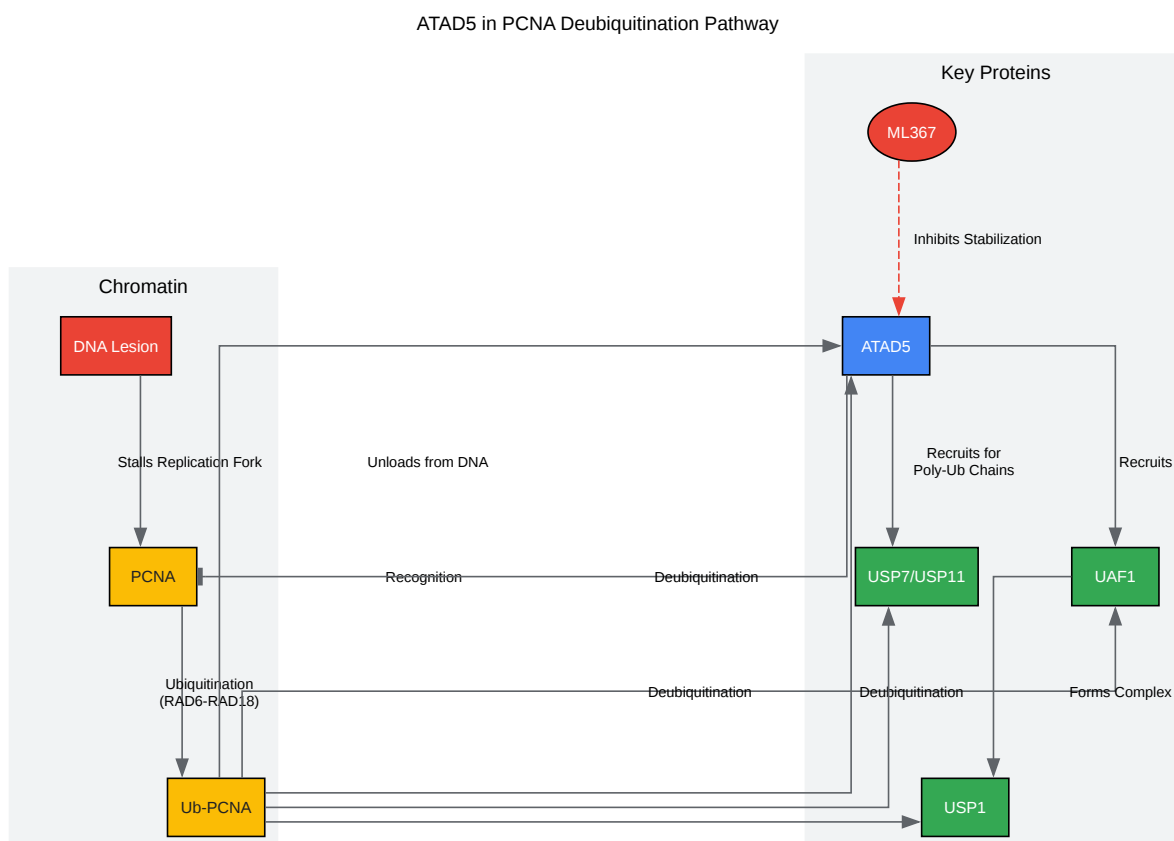 ATAD5 in PCNA Deubiquitination Pathway
Key Proteins
ML367
Inhibits Stabilization
Chromatin
DNA Lesion
ATAD5
Stalls Replication Fork
Unloads from DNA
Recruits for
Poly-Ub Chains
Recruits
PCNA
Recognition
Deubiquitination
USP7/USP11
UAF1
Ubiquitination
(RAD6-RAD18)
Deubiquitination
Deubiquitination
Forms Complex
Ub-PCNA
USP1